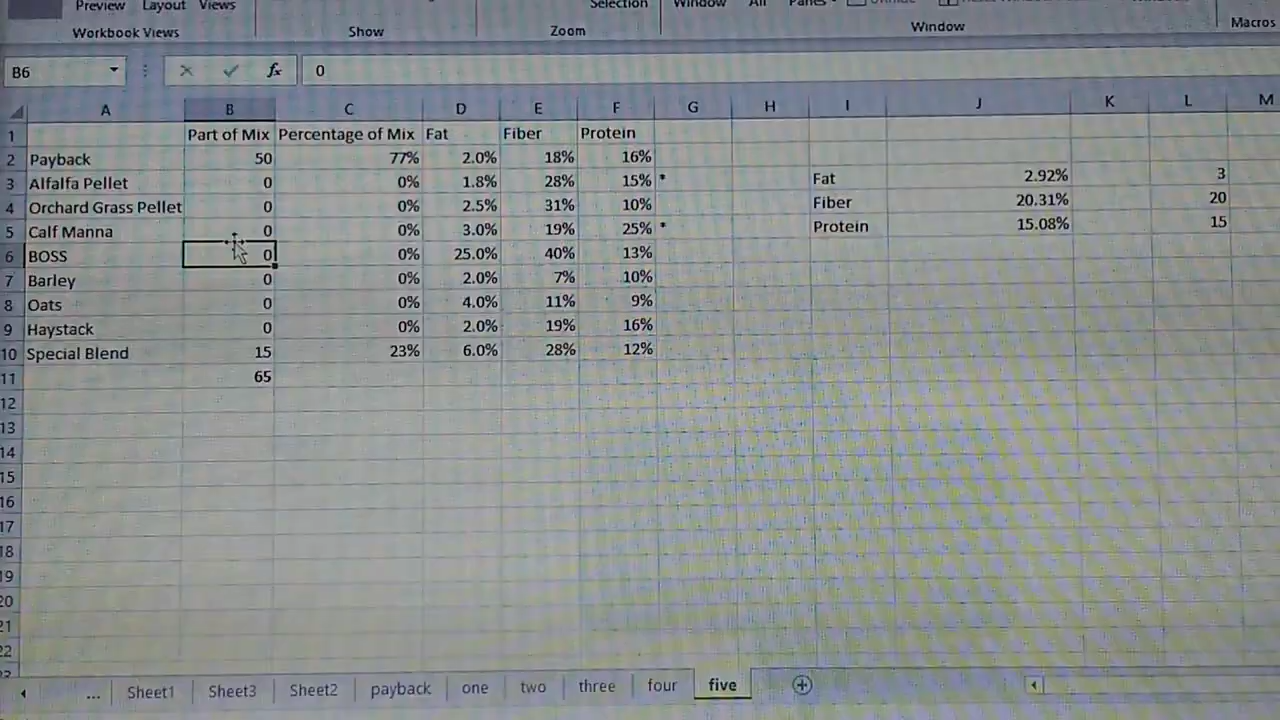 Preview Layout Views Selection Window All Panes
Workbook Views Show Zoom Window Macros
B6 fx 0
A B C D E F G H I J K L M
1 Part of Mix Percentage of Mix Fat Fiber Protein
2 Payback 50 77% 2.0% 18% 16% Fat 2.92% 3
3 Alfalfa Pellet 0 0% 1.8% 28% 15% * Fiber 20.31% 20
4 Orchard Grass Pellet 0 0% 2.5% 31% 10% Protein 15.08% 15
5 Calf Manna 0 0% 3.0% 19% 25% *
6 BOSS 0 0% 25.0% 40% 13%
7 Barley 0 0% 2.0% 7% 10%
8 Oats 0 0% 4.0% 11% 9%
9 Haystack 0 0% 2.0% 19% 16%
10 Special Blend 15 23% 6.0% 28% 12%
11 65
12
13
14
15
16
17
18
19
20
21
22
... Sheet1 Sheet3 Sheet2 payback one two three four five